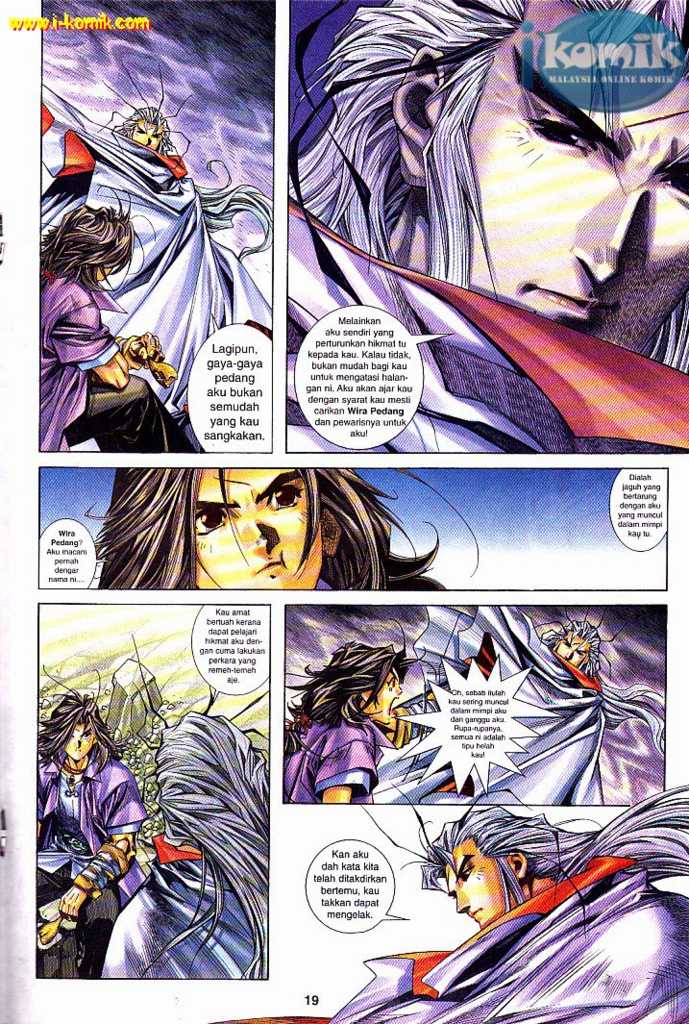 www.i-komik.com
ikomik
MALAYSIA ONLINE KOMIK
Lagipun,
gaya-gaya
pedang
aku bukan
semudah
yang kau
sangkakan.
Melainkan
aku sendiri yang
perturunkan hikmat tu
kepada kau. Kalau tidak,
bukan mudah bagi kau
untuk mengatasi halan-
gan ni. Aku akan ajar kau
dengan syarat kau mesti
carikan Wira Pedang
dan pewarisnya untuk
aku!
Wira
Pedang?
Aku macam
pernah
dengar
nama ni....
Dialah
jaguh yang
bertarung
dengan aku
yang muncul
dalam mimpi
kau tu.
Kau amat
bertuah kerana
dapat pelajari
hikmat aku den-
gan cuma lakukan
perkara yang
remeh-temeh
aje.
Oh, sebab itulah
kau sering muncul
dalam mimpi aku
dan ganggu aku.
Rupa-rupanya,
semua ni adalah
tipu helah
kau!
Kan aku
dah kata kita
telah ditakdirkan
bertemu, kau
takkan dapat
mengelak.
19